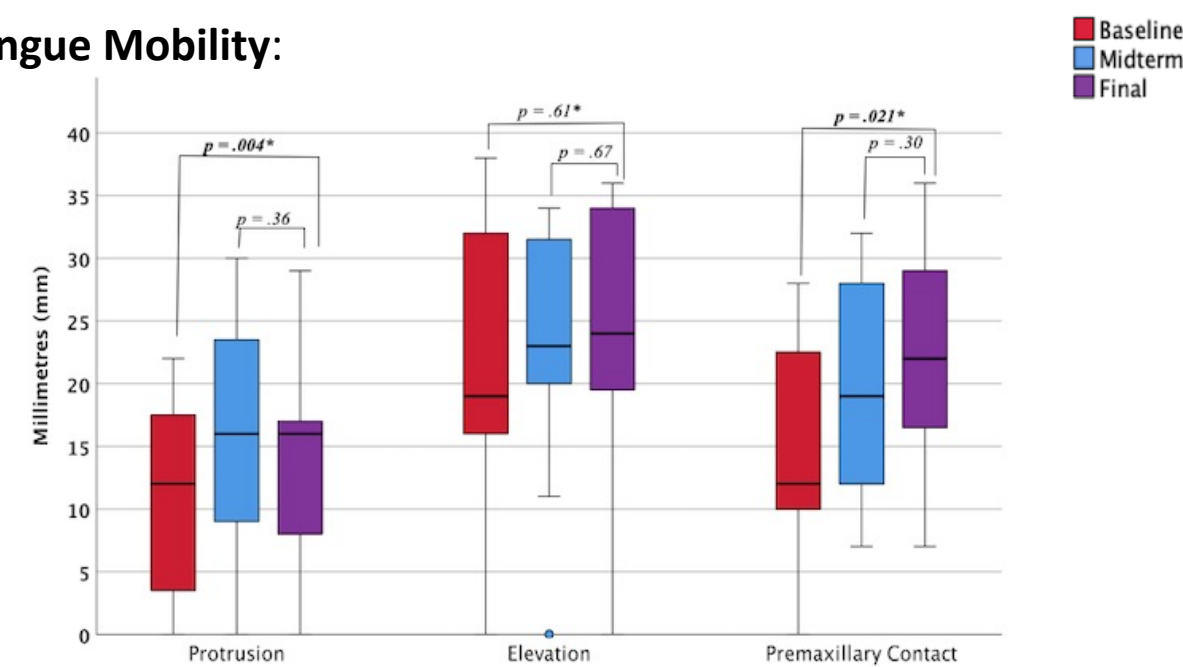 ngue Mobility:
Baseline
Midterm
Final
Millimetres (mm)
40
35
30
25
20
15
10
5
0
p = .004*
p = .36
p = .61*
p = .67
p = .021*
p = .30
Protrusion
Elevation
Premaxillary Contact